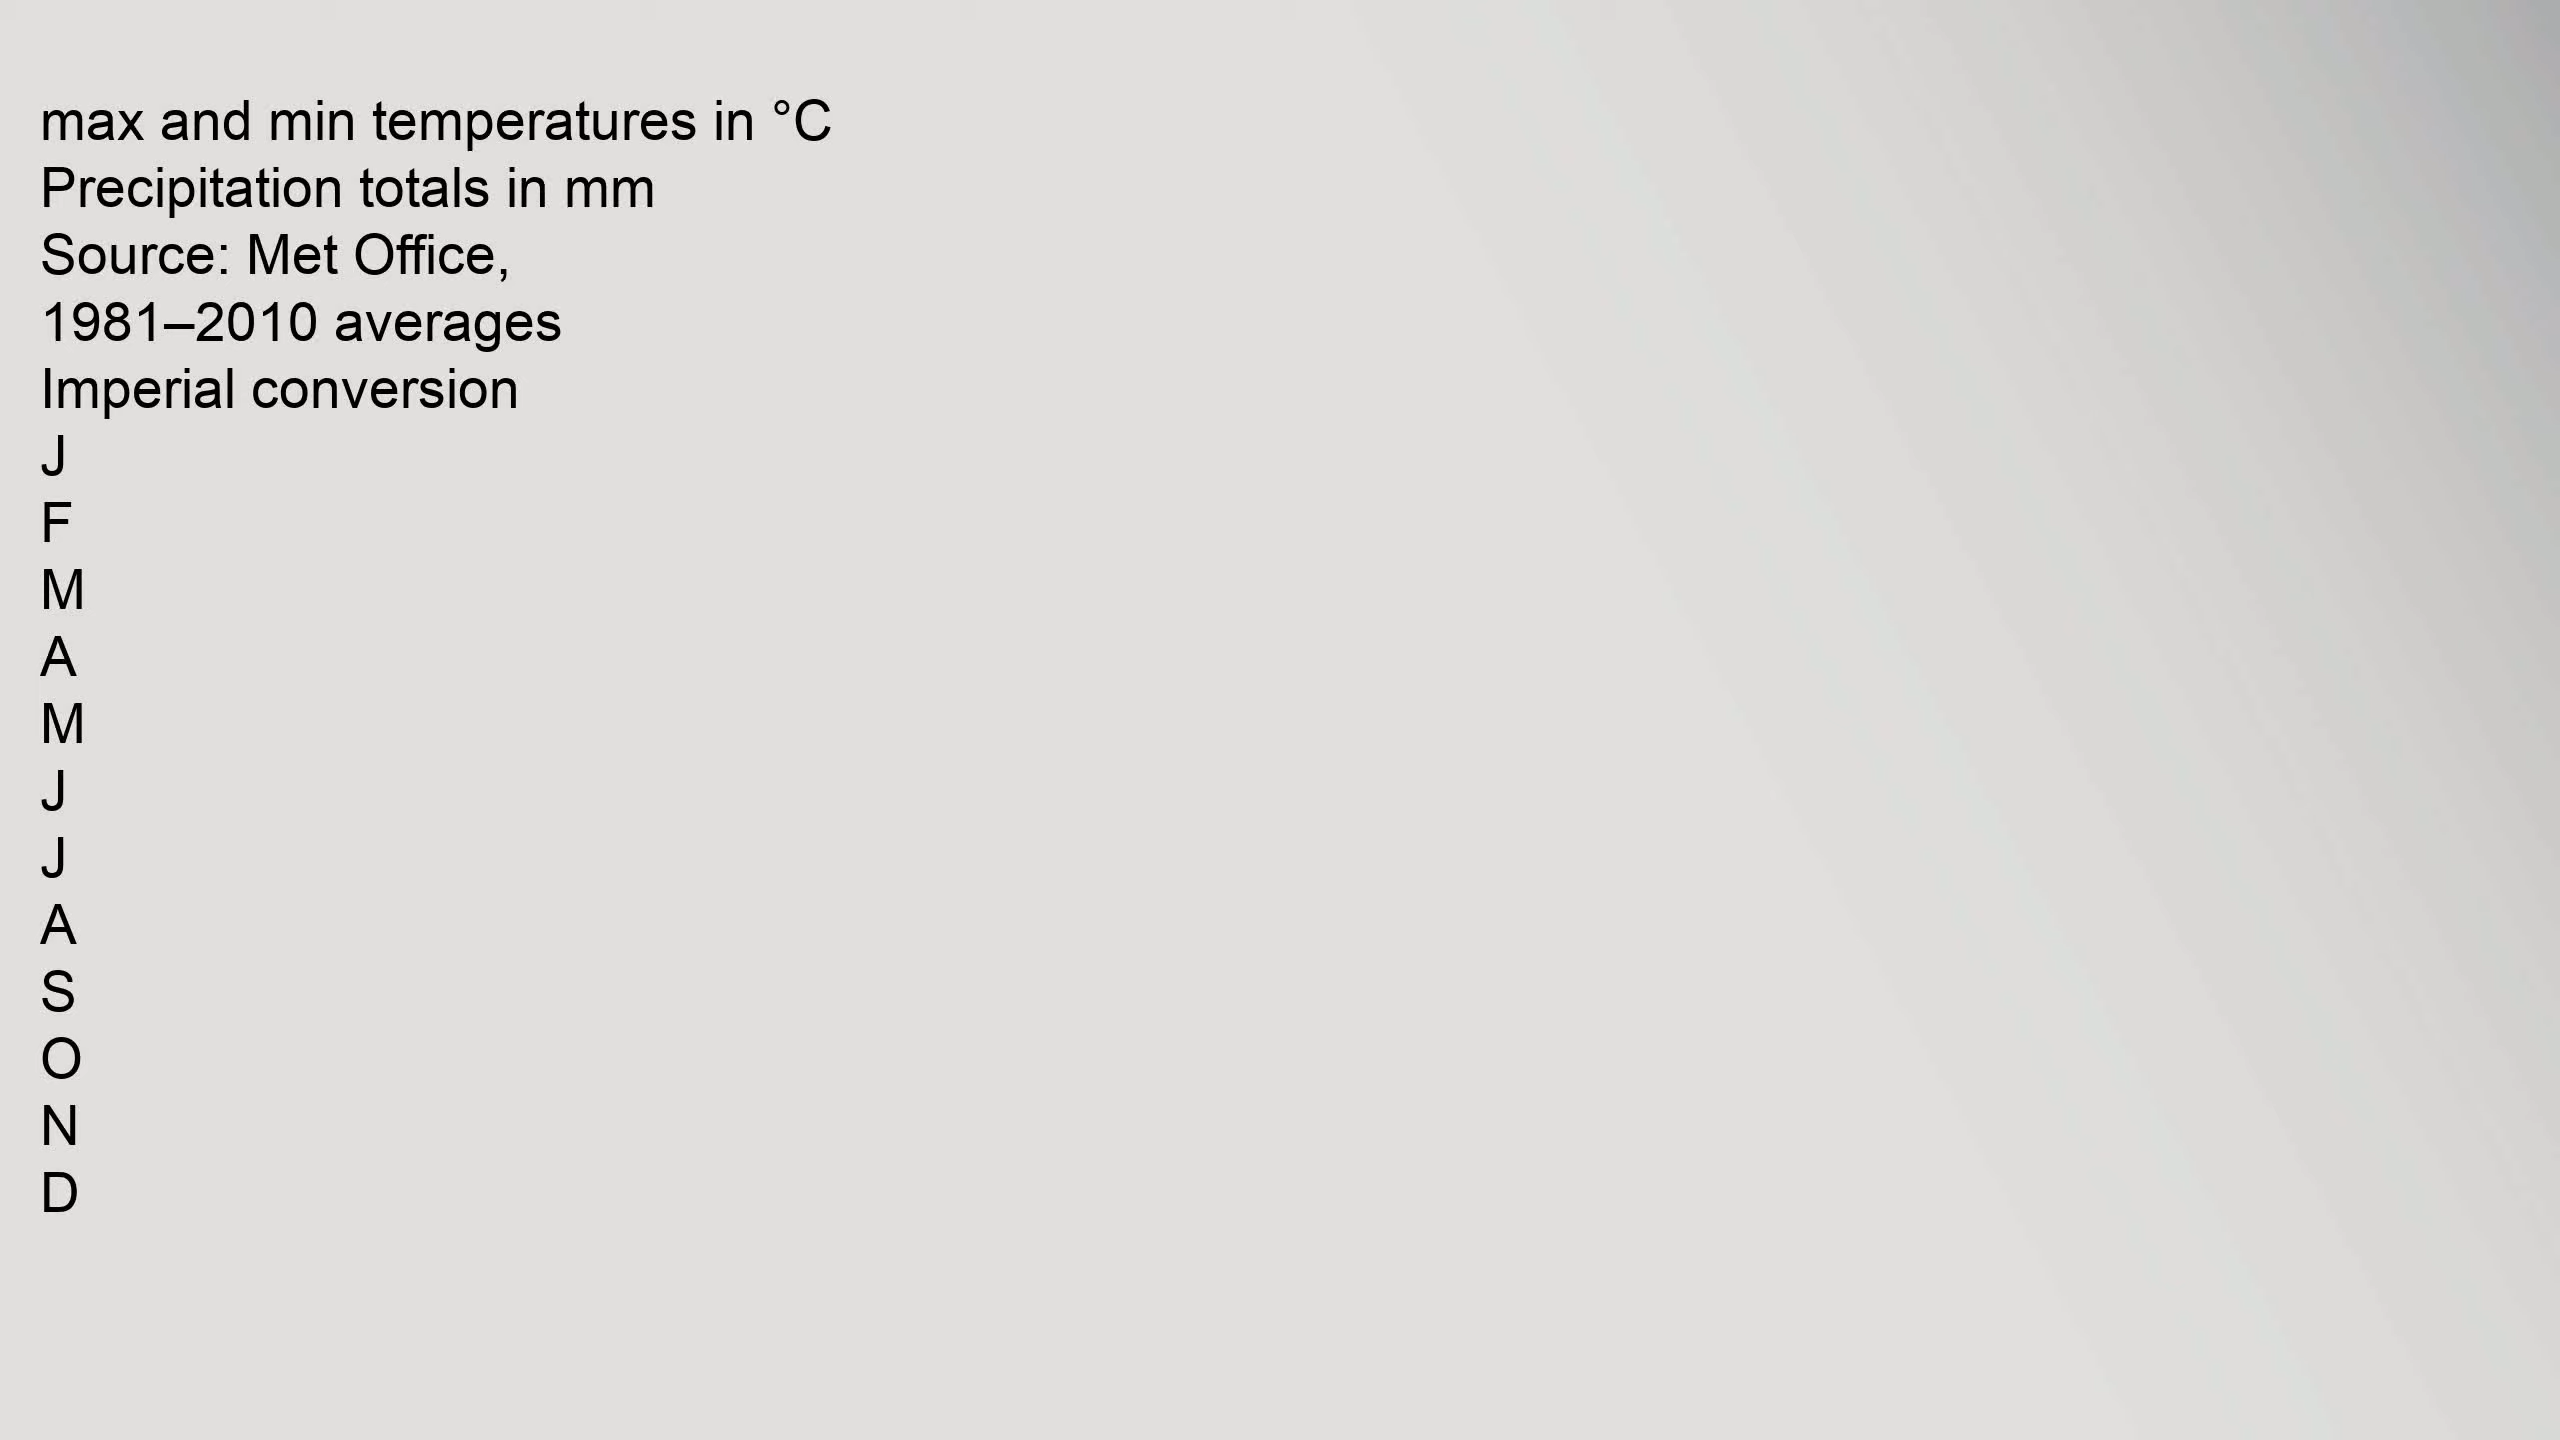 max and min temperatures in °C
Precipitation totals in mm
Source: Met Office,
1981–2010 averages
Imperial conversion
J
F
M
A
M
J
J
A
S
O
N
D